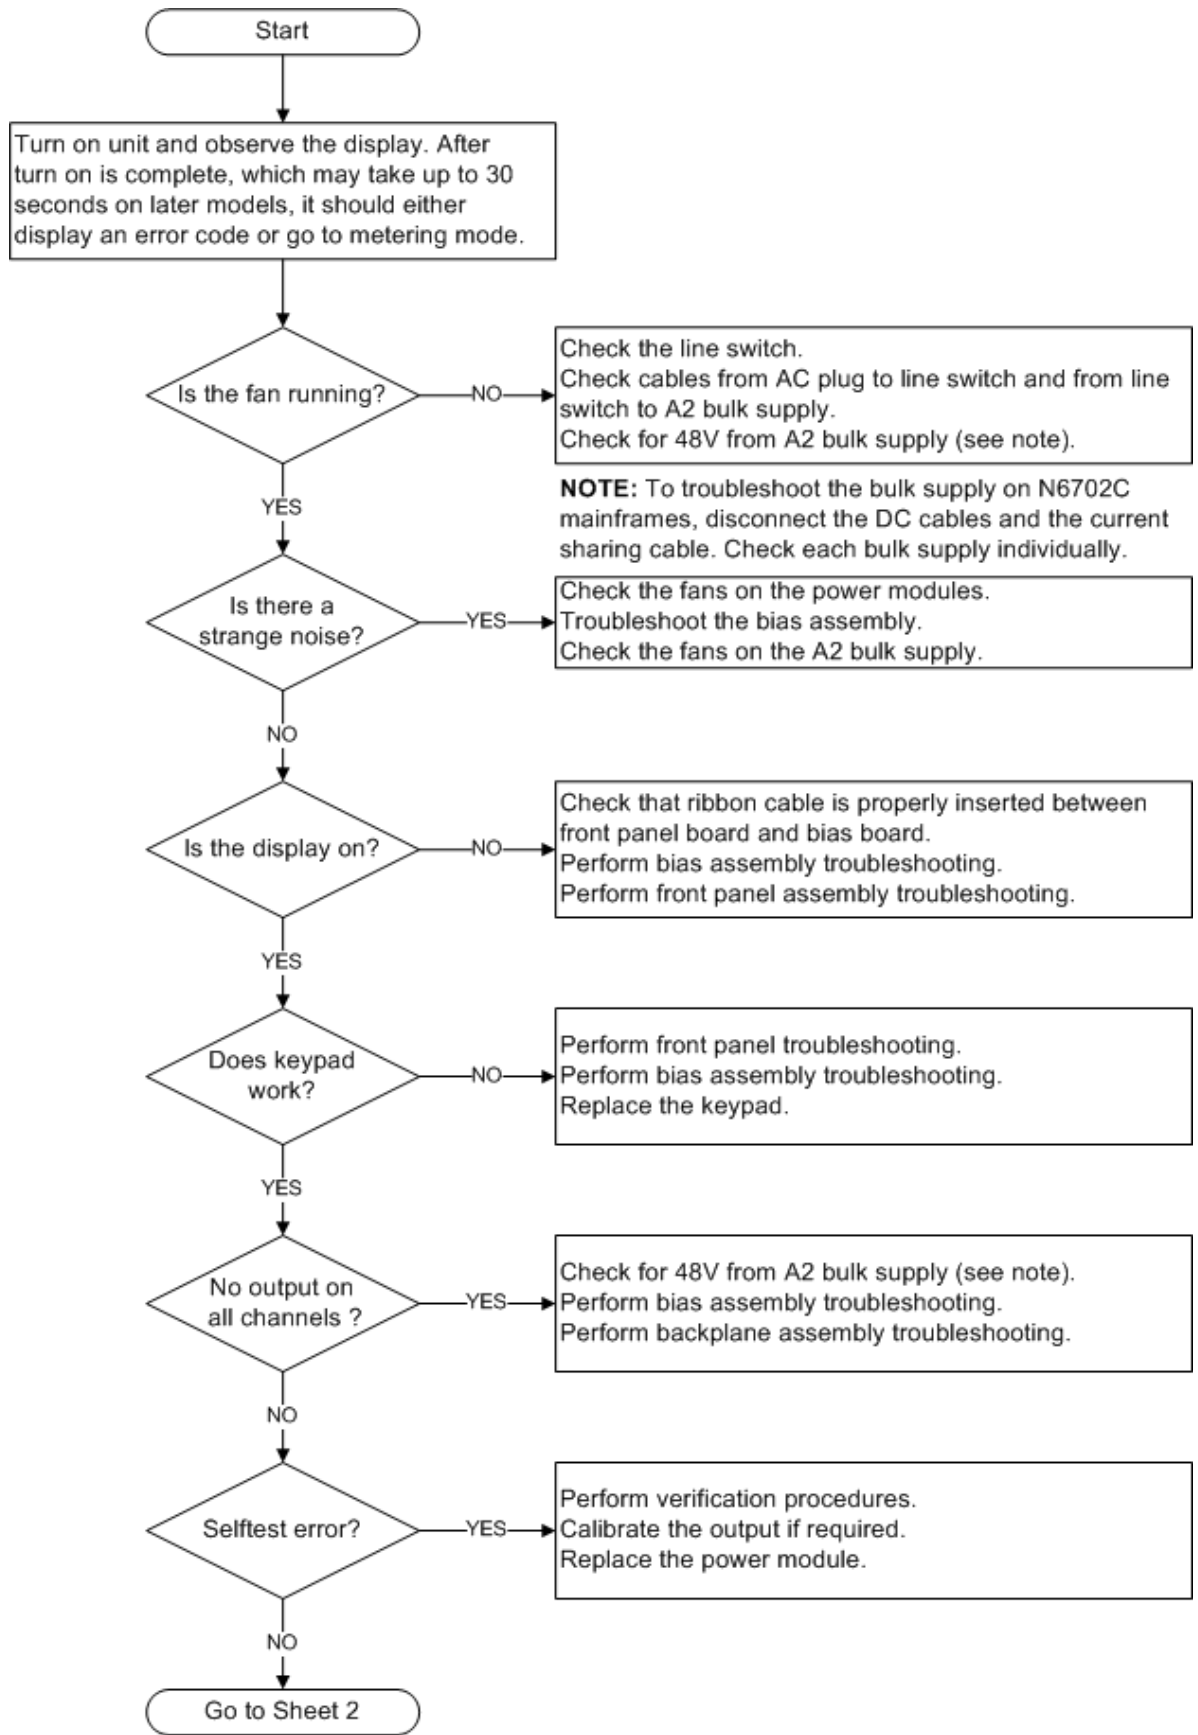 Start
Turn on unit and observe the display. After
turn on is complete, which may take up to 30
seconds on later models, it should either
display an error code or go to metering mode.
Is the fan running?
NO
Check the line switch.
Check cables from AC plug to line switch and from line
switch to A2 bulk supply.
Check for 48V from A2 bulk supply (see note).
YES
NOTE: To troubleshoot the bulk supply on N6702C
mainframes, disconnect the DC cables and the current
sharing cable. Check each bulk supply individually.
Is there a
strange noise?
YES
Check the fans on the power modules.
Troubleshoot the bias assembly.
Check the fans on the A2 bulk supply.
NO
Is the display on?
NO
Check that ribbon cable is properly inserted between
front panel board and bias board.
Perform bias assembly troubleshooting.
Perform front panel assembly troubleshooting.
YES
Does keypad
work?
NO
Perform front panel troubleshooting.
Perform bias assembly troubleshooting.
Replace the keypad.
YES
No output on
all channels ?
YES
Check for 48V from A2 bulk supply (see note).
Perform bias assembly troubleshooting.
Perform backplane assembly troubleshooting.
NO
Selftest error?
YES
Perform verification procedures.
Calibrate the output if required.
Replace the power module.
NO
Go to Sheet 2